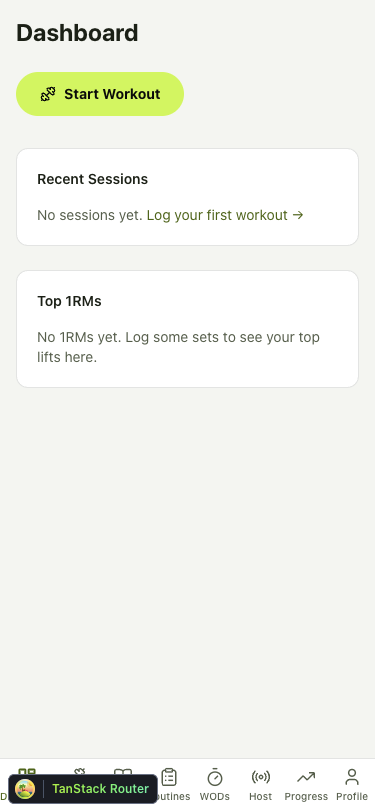 Dashboard
Start Workout
Recent Sessions
No sessions yet. Log your first workout →
Top 1RMs
No 1RMs yet. Log some sets to see your top
lifts here.
TanStack Router
WODs Host Progress Profile